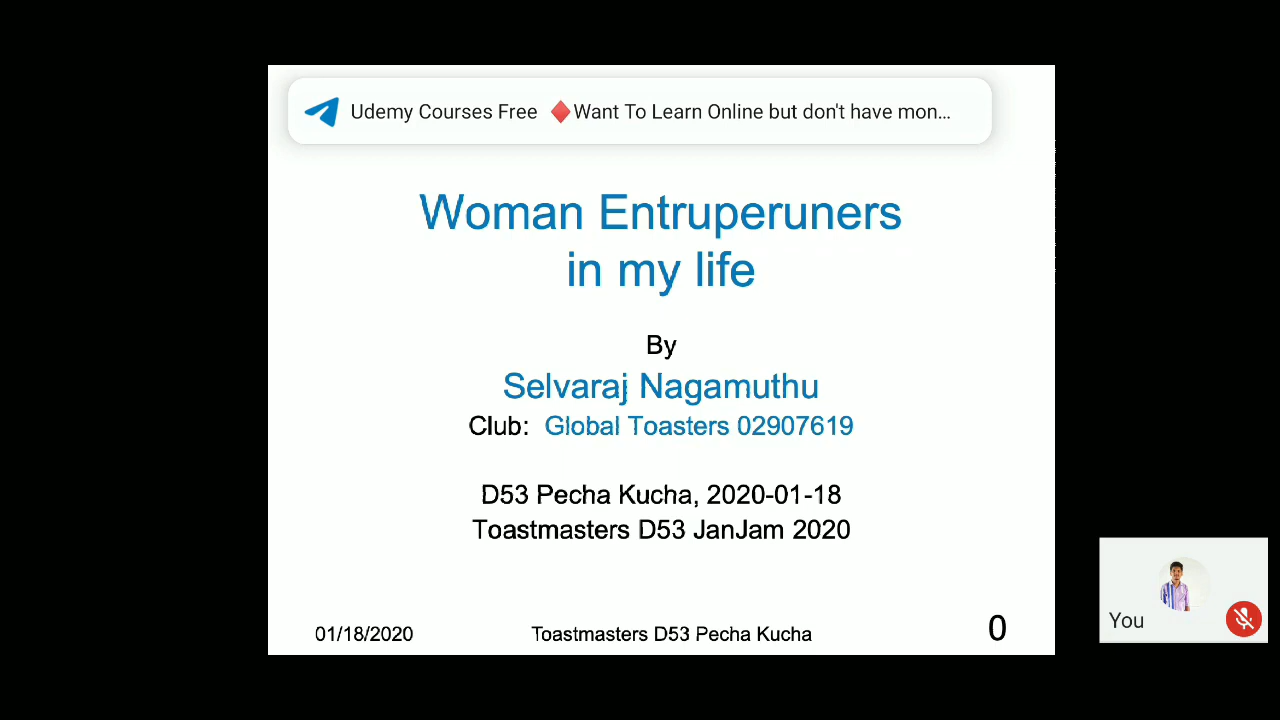 Udemy Courses Free ♦️Want To Learn Online but don't have mon...
Woman Entruperuners
in my life
By
Selvaraj Nagamuthu
Club: Global Toasters 02907619
D53 Pecha Kucha, 2020-01-18
Toastmasters D53 JanJam 2020
You
01/18/2020 Toastmasters D53 Pecha Kucha 0